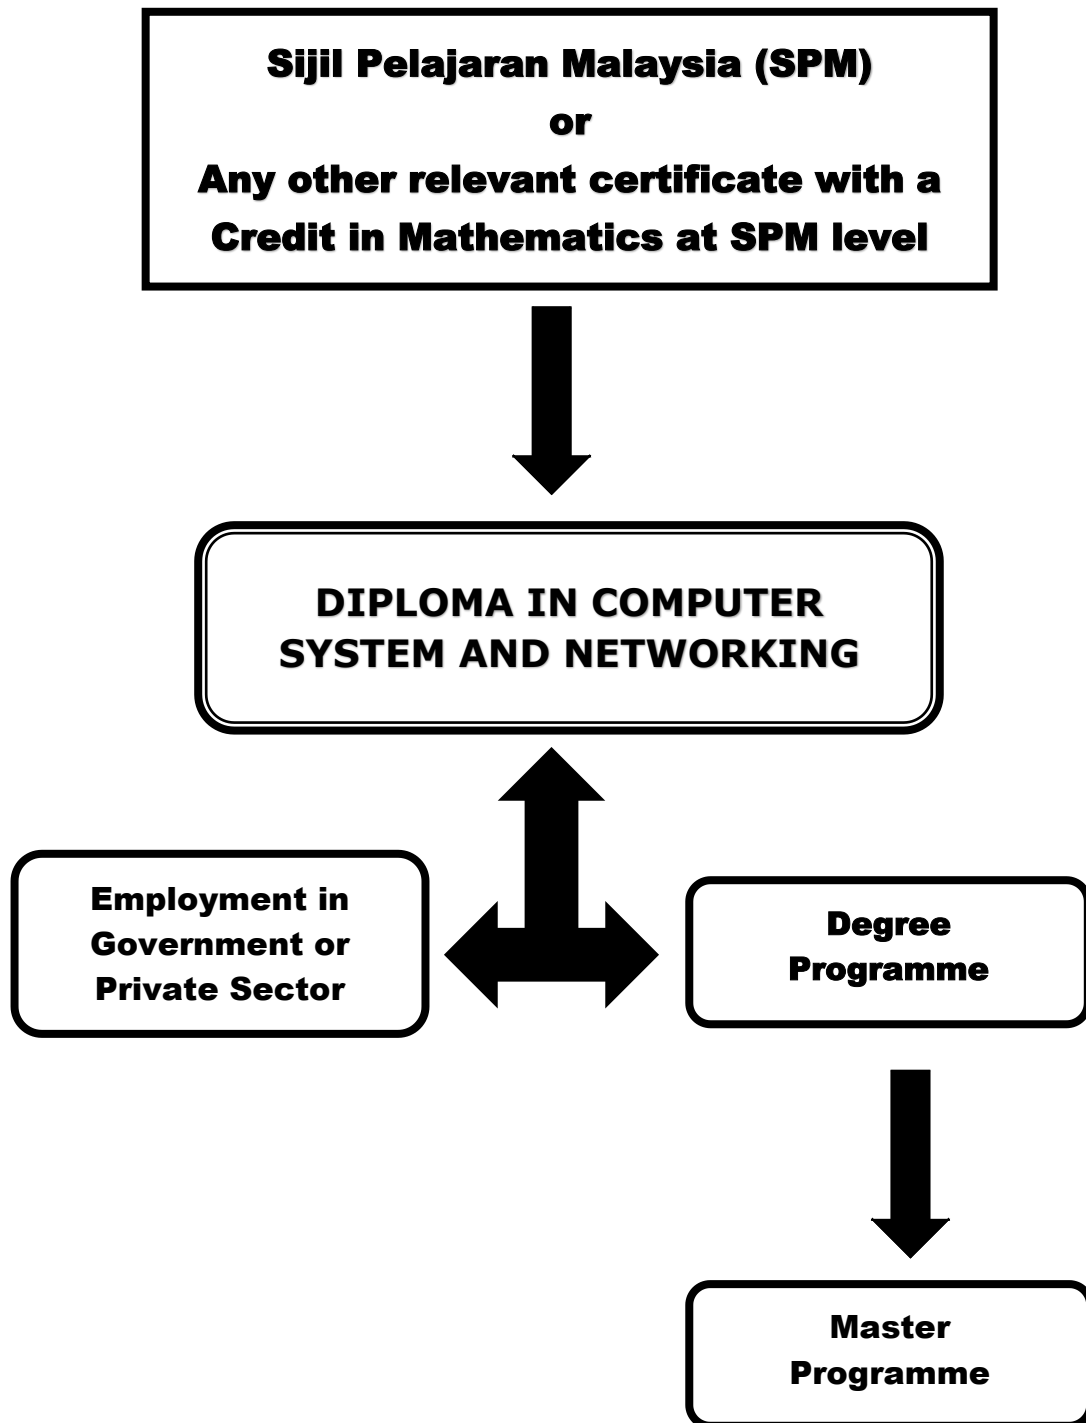 Sijil Pelajaran Malaysia (SPM)
or
Any other relevant certificate with a
Credit in Mathematics at SPM level
DIPLOMA IN COMPUTER
SYSTEM AND NETWORKING
Employment in
Government or
Private Sector
Degree
Programme
Master
Programme